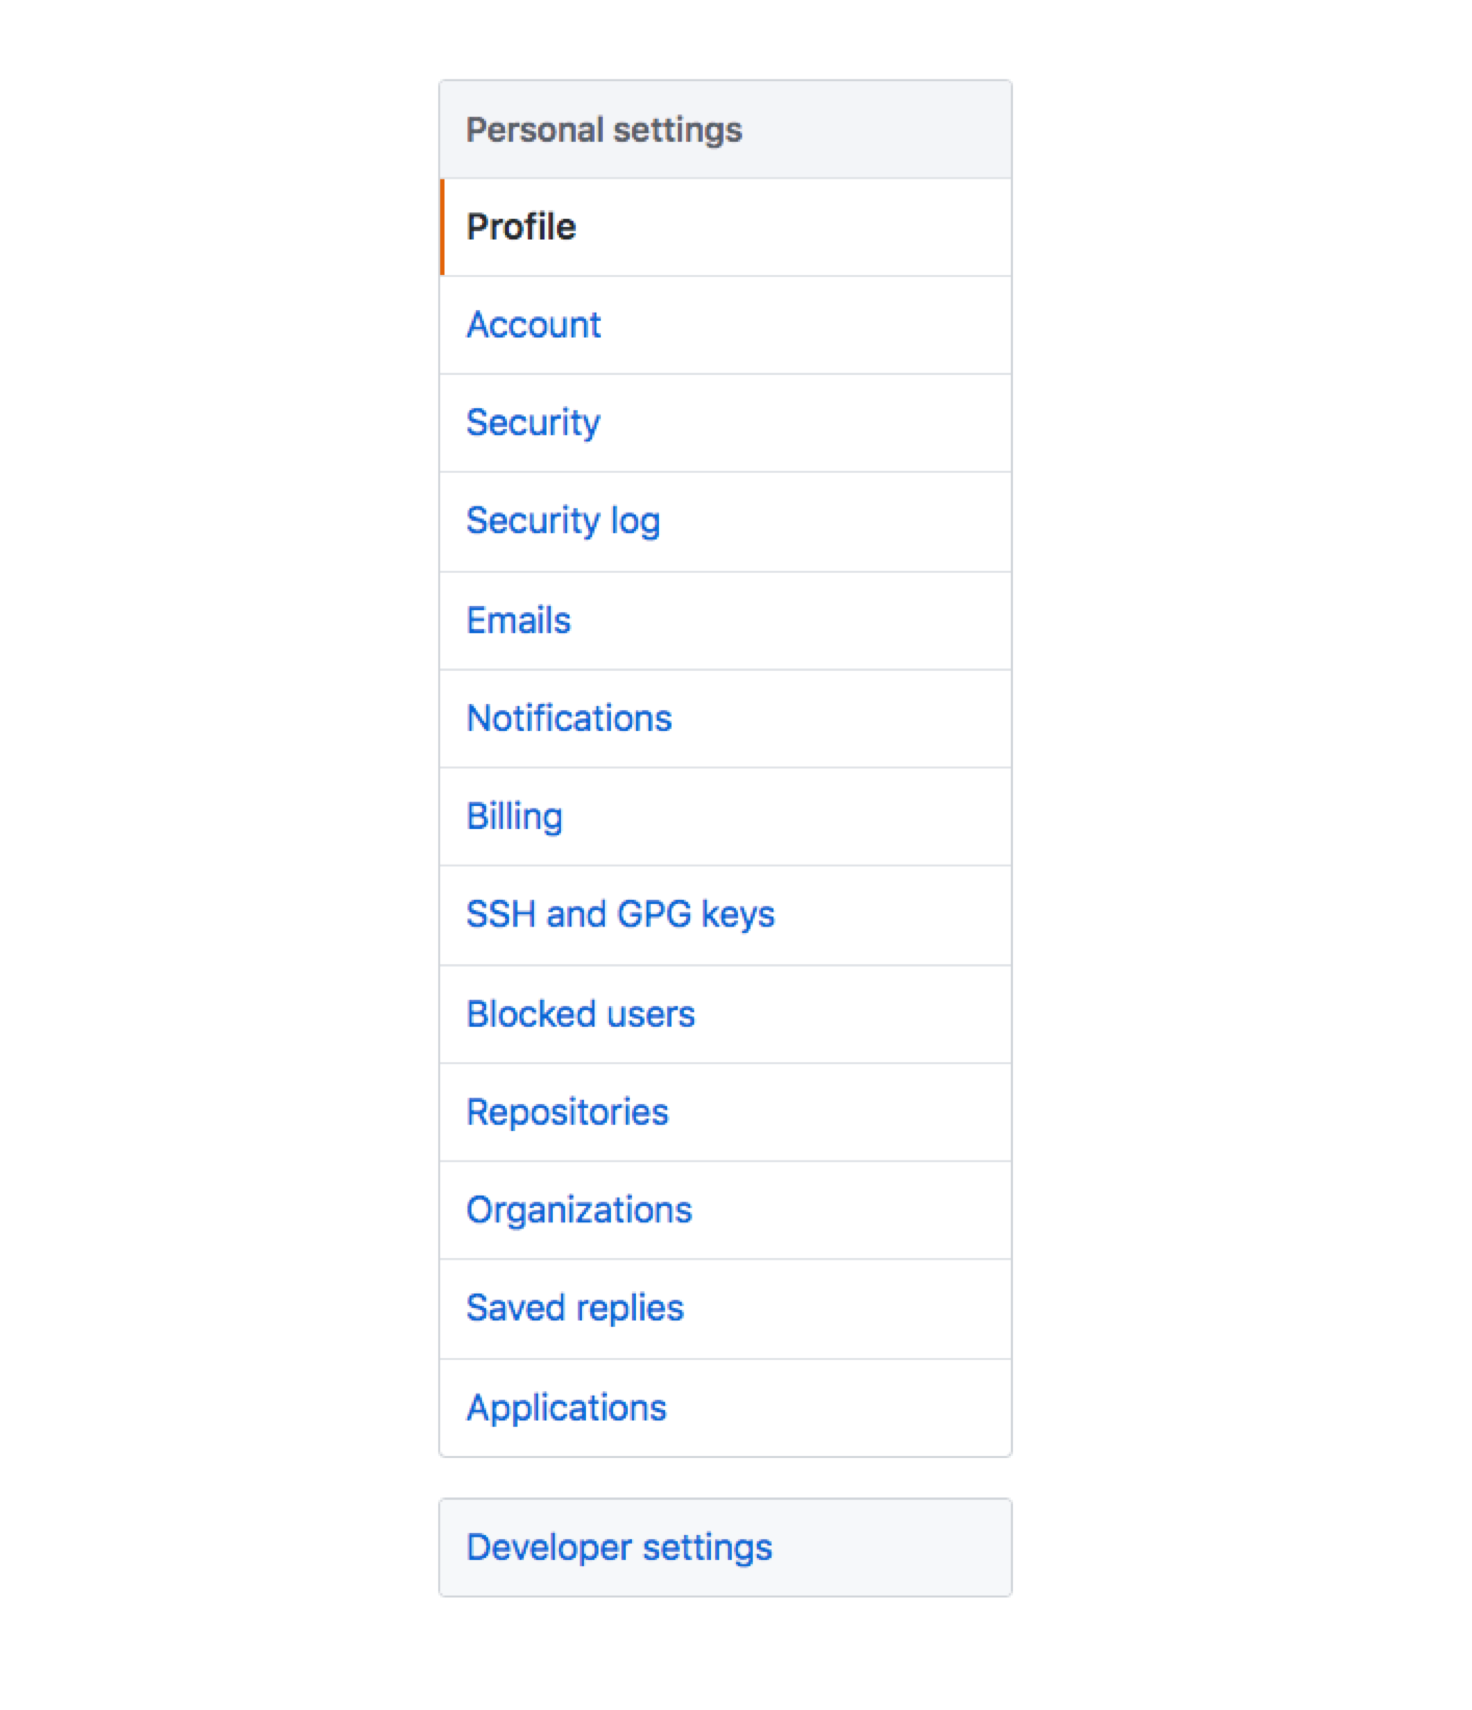 Personal settings
Profile
Account
Security
Security log
Emails
Notifications
Billing
SSH and GPG keys
Blocked users
Repositories
Organizations
Saved replies
Applications
Developer settings